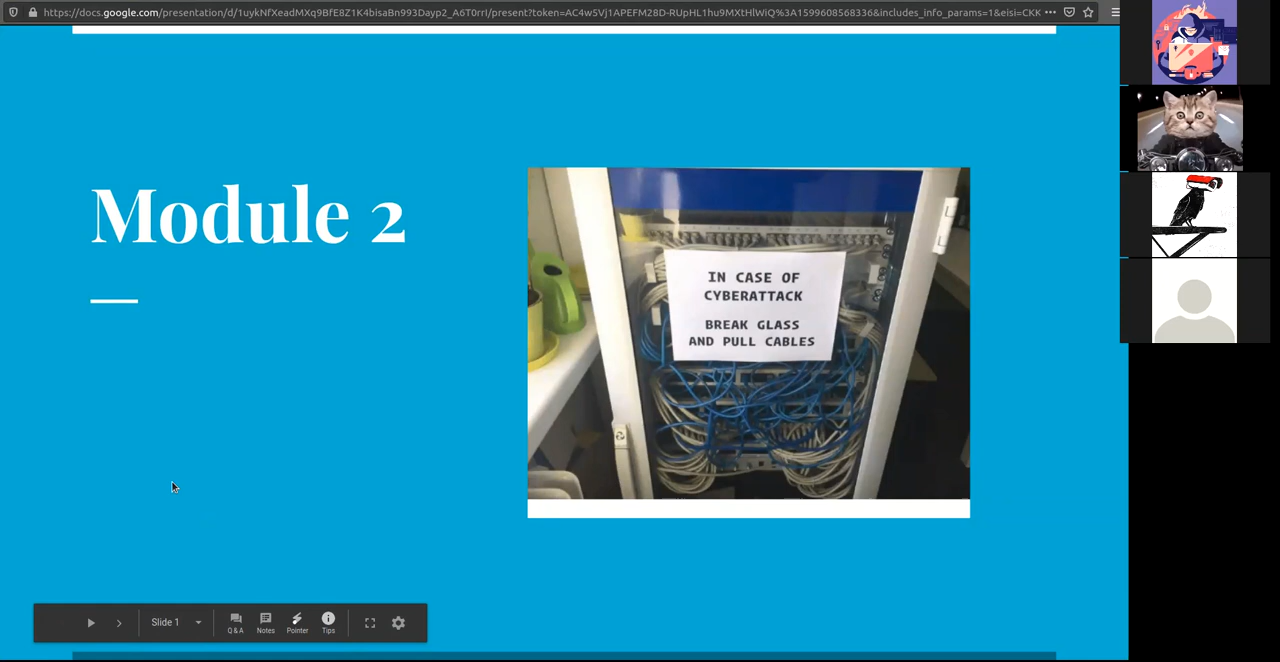 https://docs.google.com/presentation/d/1uykNfXeadMXq9BfE8Z1K4bisaBn993Dayp2_A6T0rrI/present?token=AC4w5Vj1APEFM28D-RUpHL1hu9MXtHlWiQ%3A1599608568336&includes_info_params=1&eisi=CKK
Module 2
IN CASE OF
CYBERATTACK
BREAK GLASS
AND PULL CABLES
Slide 1
Q & A
Notes
Pointer
Tips